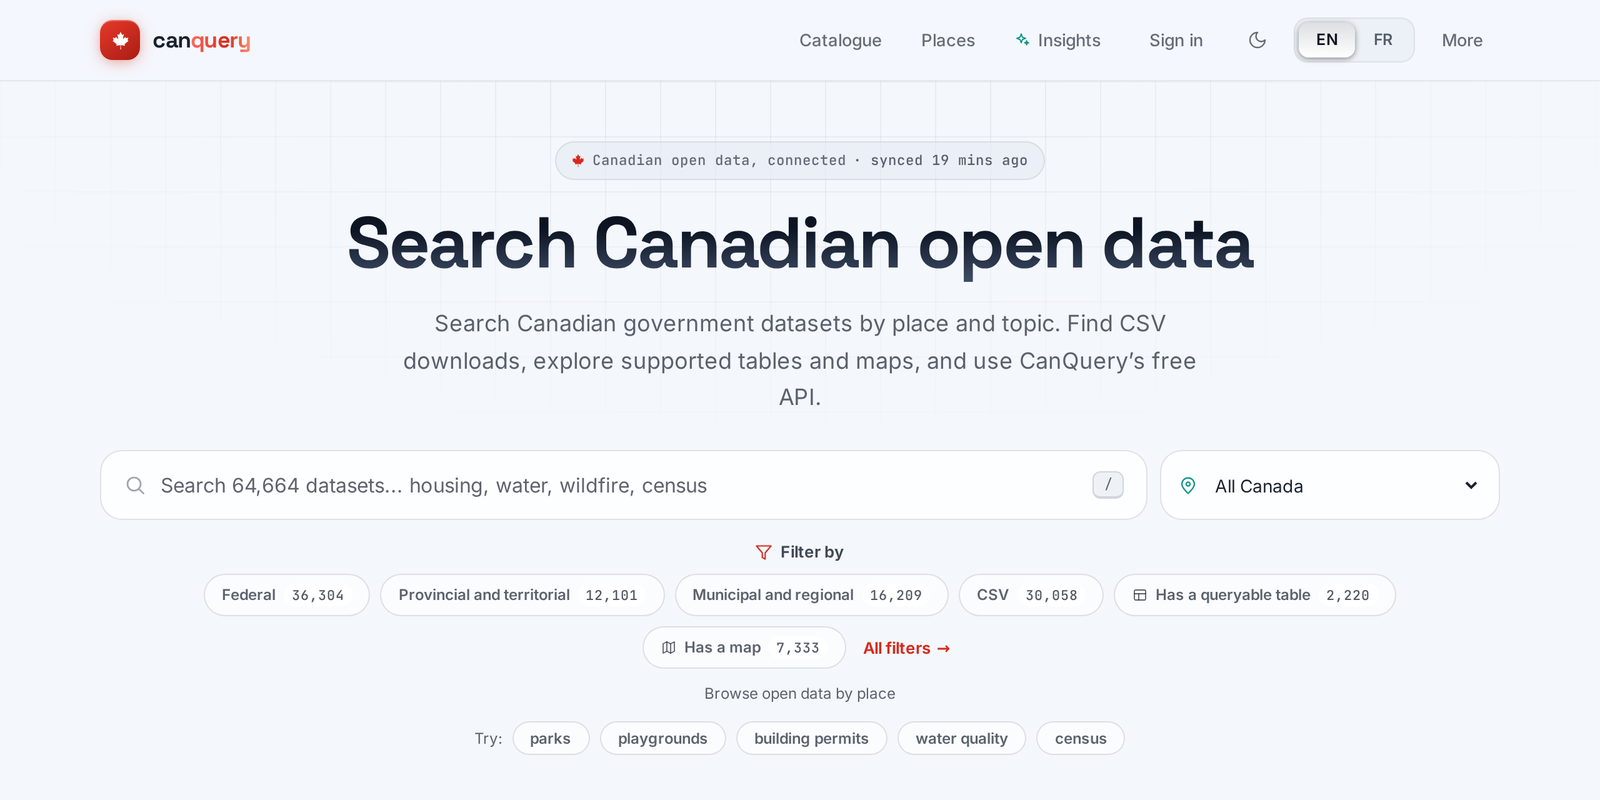 canquery
Catalogue
Places
Insights
Sign in
EN
FR
More
Canadian open data, connected · synced 19 mins ago
Search Canadian open data
Search Canadian government datasets by place and topic. Find CSV
downloads, explore supported tables and maps, and use CanQuery’s free
API.
Search 64,664 datasets... housing, water, wildfire, census
/
All Canada
Filter by
Federal 36,304
Provincial and territorial 12,101
Municipal and regional 16,209
CSV 30,058
Has a queryable table 2,220
Has a map 7,333
All filters →
Browse open data by place
Try:
parks
playgrounds
building permits
water quality
census